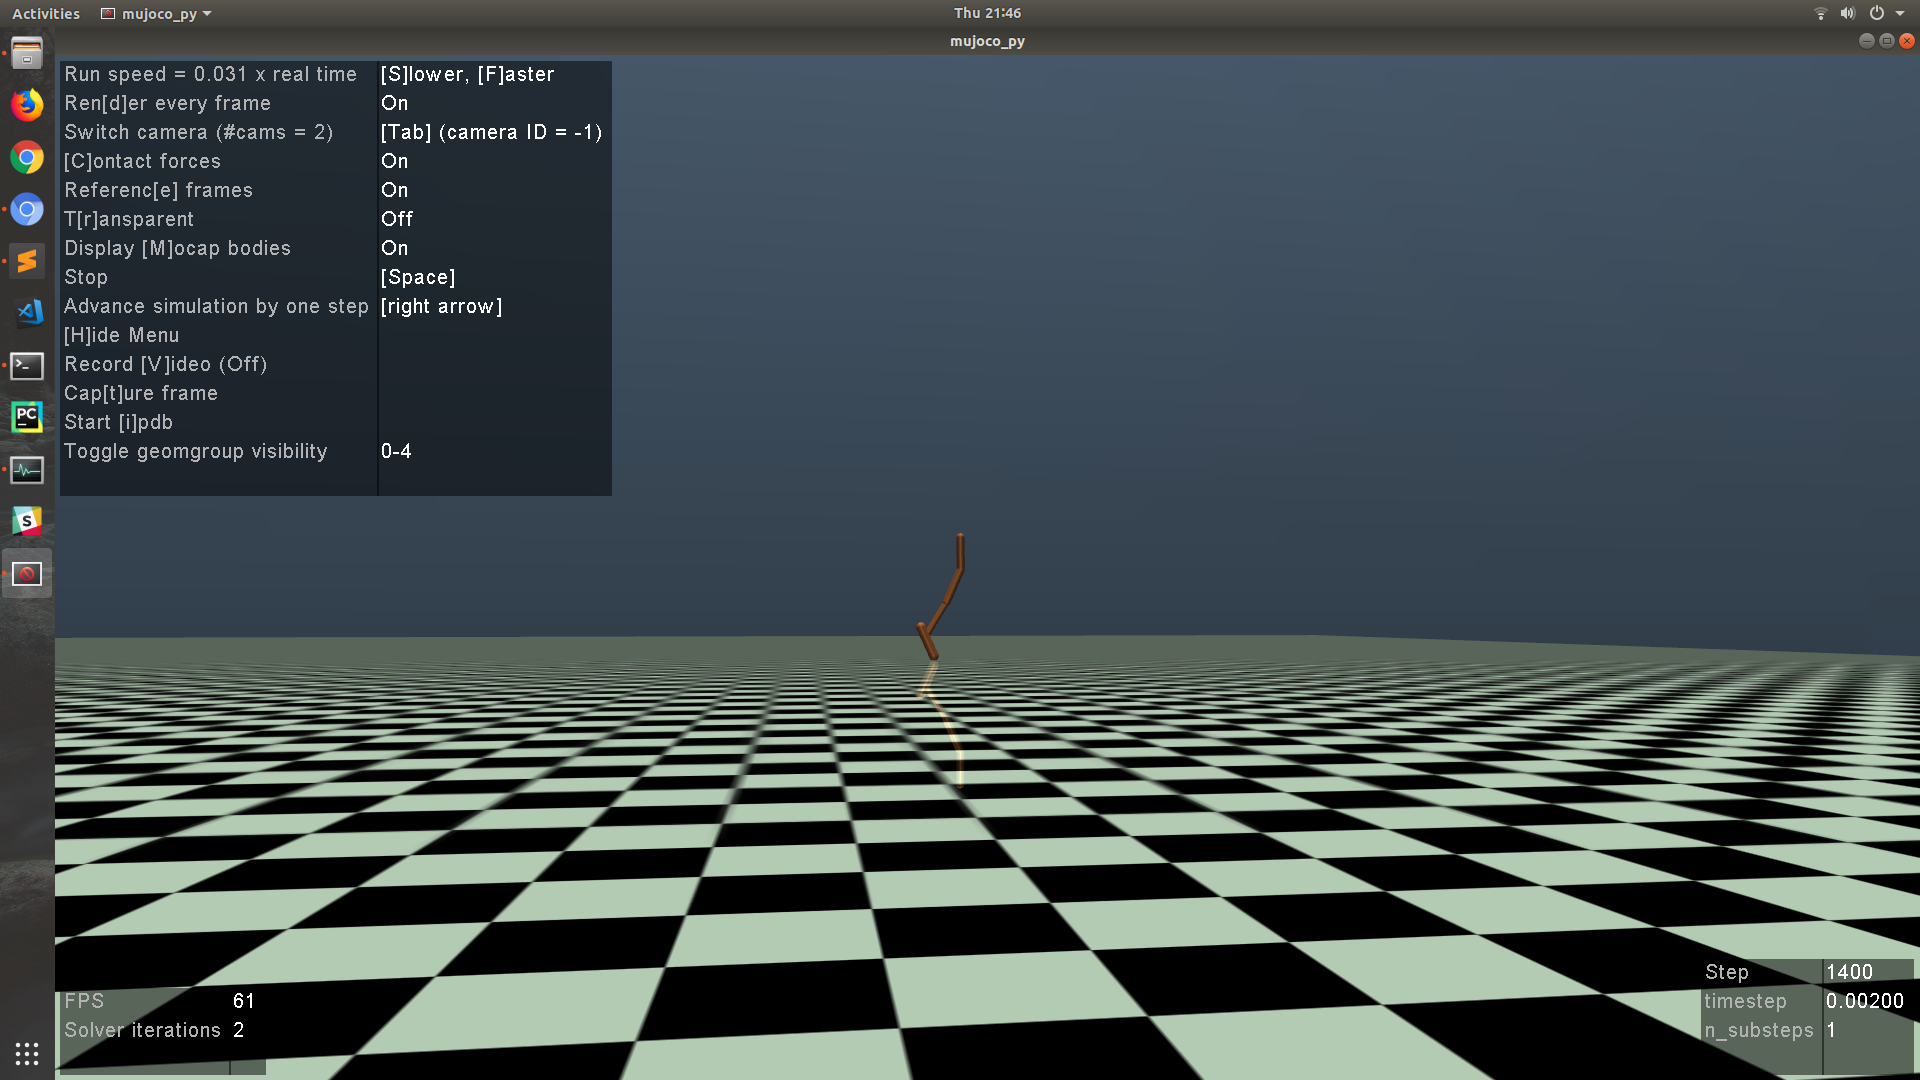 Activities mujoco_py Thu 21:46
mujoco_py
Run speed = 0.031 x real time [S]lower, [F]aster
Ren[d]er every frame On
Switch camera (#cams = 2) [Tab] (camera ID = -1)
[C]ontact forces On
Referenc[e] frames On
T[r]ansparent Off
Display [M]ocap bodies On
Stop [Space]
Advance simulation by one step [right arrow]
[H]ide Menu
Record [V]ideo (Off)
Cap[t]ure frame
Start [i]pdb
Toggle geomgroup visibility 0-4
PC
S
FPS 61
Solver iterations 2
Step 1400
timestep 0.00200
n_substeps 1